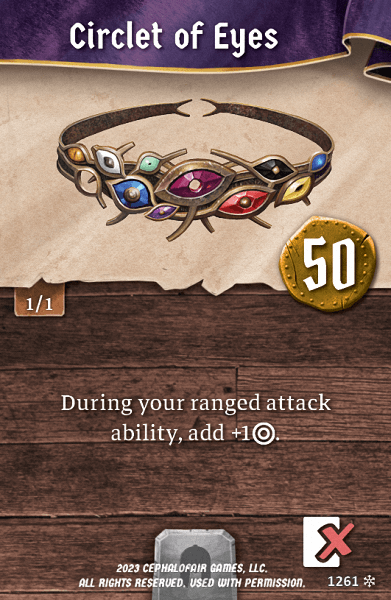 Circlet of Eyes
50
1/1
During your ranged attack
ability, add +1.
2023 CEPHALOFAIR GAMES, LLC.
ALL RIGHTS RESERVED. USED WITH PERMISSION.
1261